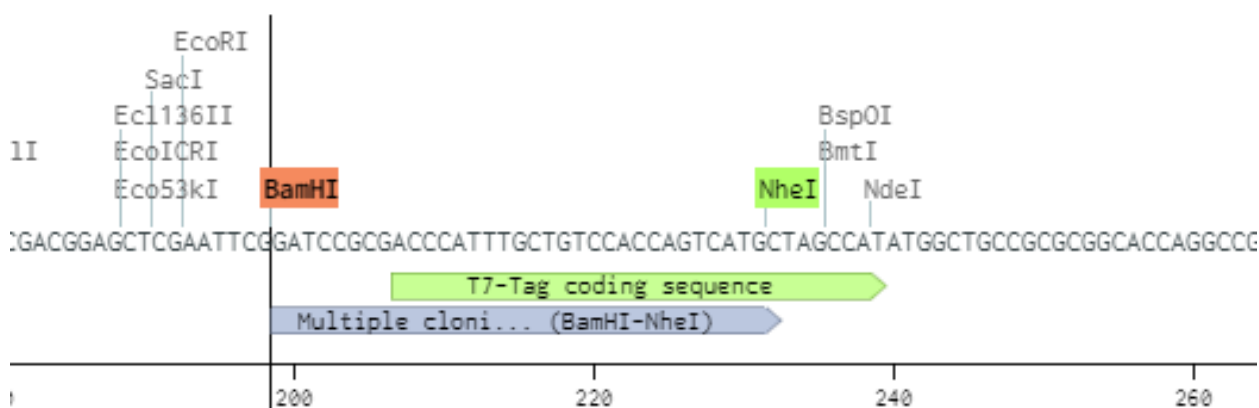 EcoRI
SacI
Ecl136II BspOI
lI EcoICRI BmtI
Eco53kI BamHI NheI NdeI
CGACGGAGCTCGAATTCGGATCCGCGACCCATTTGCTGTCCACCAGTCATGCTAGCCATATGGCTGCCGCGCGGCACCAGGCCG
T7-Tag coding sequence
Multiple cloni... (BamHI-NheI)
200 220 240 260